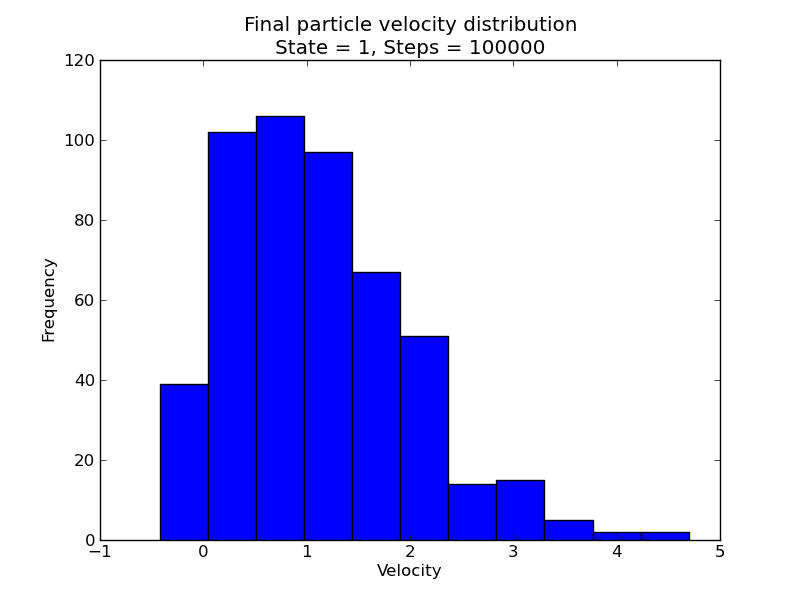 Final particle velocity distribution
State = 1, Steps = 100000
120
100
80
60
40
20
0
Frequency
−1 0 1 2 3 4 5
Velocity